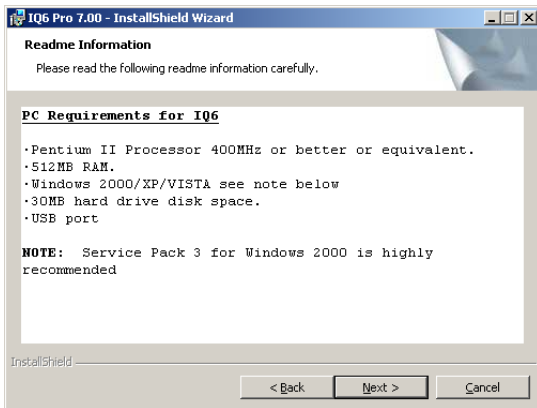 IQ6 Pro 7.00 - InstallShield Wizard
Readme Information
Please read the following readme information carefully.
PC Requirements for IQ6
·Pentium II Processor 400MHz or better or equivalent.
·512MB RAM.
·Windows 2000/XP/VISTA see note below
·30MB hard drive disk space.
·USB port
NOTE: Service Pack 3 for Windows 2000 is highly
recommended
InstallShield
< Back Next > Cancel